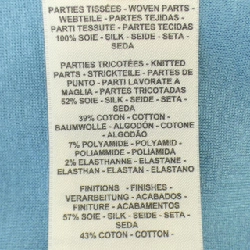 PARTIES TISSÉES - WOVEN PARTS -
WEBTEILE - PARTES TEJIDAS -
PARTI TESSUTE - PARTES TECIDAS
100% SOIE - SILK - SEIDE - SETA -
SEDA
PARTIES TRICOTÉES - KNITTED
PARTS - STRICKTEILE - PARTES DE
PUNTO - PARTI LAVORATE A
MAGLIA - PARTES TRICOTADAS
52% SOIE - SILK - SEIDE - SETA -
SEDA
39% COTON - COTTON -
BAUMWOLLE - ALGODÓN - COTONE
- ALGODÃO
7% POLYAMIDE - POLYAMID -
POLIAMMIDE - POLIAMIDA
2% ELASTHANNE - ELASTANE -
ELASTHAN - ELASTAN - ELASTANO
FINITIONS - FINISHES -
VERARBEITUNG - ACABADOS -
FINITURE - ACABAMENTOS
57% SOIE - SILK - SEIDE - SETA -
SEDA
43% COTON - COTTON -